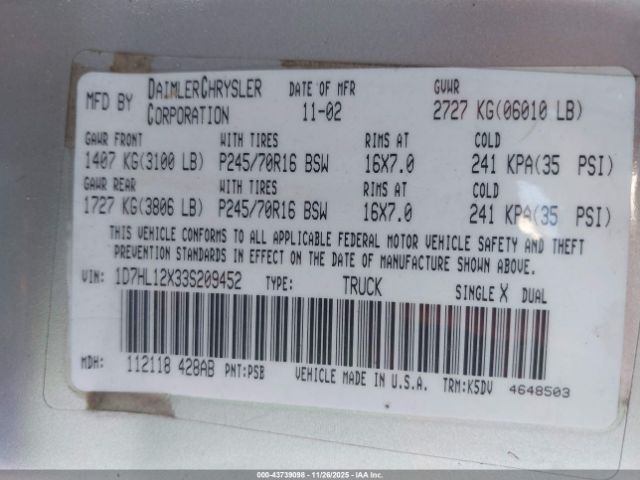 MFD BY DAIMLERCHRYSLER CORPORATION DATE OF MFR 11-02 GVWR 2727 KG(06010 LB)
GAWR FRONT WITH TIRES RIMS AT COLD
1407 KG(3100 LB) P245/70R16 BSW 16X7.0 241 KPA(35 PSI)
GAWR REAR WITH TIRES RIMS AT COLD
1727 KG(3806 LB) P245/70R16 BSW 16X7.0 241 KPA(35 PSI)
THIS VEHICLE CONFORMS TO ALL APPLICABLE FEDERAL MOTOR VEHICLE SAFETY AND THEFT
PREVENTION STANDARDS IN EFFECT ON THE DATE OF MANUFACTURE SHOWN ABOVE.
VIN: 1D7HL12X33S209452 TYPE: TRUCK SINGLE X DUAL
MDH: 112118 428AB PNT:PSB VEHICLE MADE IN U.S.A. TRM:K5DV 4648503
000-43739098 - 11/26/2025 - IAA Inc.